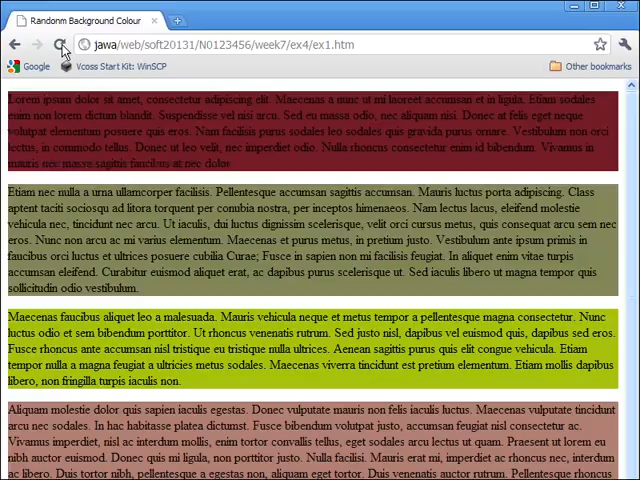 Randonm Background Colour
jawa/web/soft20131/N0123456/week7/ex4/ex1.htm
Google
Vcoss Start Kit: WinSCP
Other bookmarks
Lorem ipsum dolor sit amet, consectetur adipiscing elit. Maecenas a nunc ut mi laoreet accumsan et in ligula. Etiam sodales
enim non lorem dictum blandit. Suspendisse vel nisi arcu. Sed eu massa odio, nec aliquam nisi. Donec at felis eget neque
volutpat elementum posuere quis eros. Nam facilisis purus sodales leo sodales quis gravida purus ornare. Vestibulum non orci
lectus, in commodo tellus. Donec ut leo velit, nec imperdiet odio. Nulla rhoncus consectetur enim id bibendum. Vivamus in
mauris nec massa sagittis faucibus at nec dolor.
Etiam nec nulla a urna ullamcorper facilisis. Pellentesque accumsan sagittis accumsan. Mauris luctus porta adipiscing. Class
aptent taciti sociosqu ad litora torquent per conubia nostra, per inceptos himenaeos. Nam lectus lacus, eleifend molestie
vehicula nec, tincidunt nec arcu. Ut iaculis, dui luctus dignissim scelerisque, velit orci cursus metus, quis consequat arcu sem nec
eros. Nunc non arcu ac mi varius elementum. Maecenas et purus metus, in pretium justo. Vestibulum ante ipsum primis in
faucibus orci luctus et ultrices posuere cubilia Curae; Fusce in sapien non mi facilisis feugiat. In aliquet enim vitae turpis
accumsan eleifend. Curabitur euismod aliquet erat, ac dapibus purus scelerisque ut. Sed iaculis libero ut magna tempor quis
sollicitudin odio vestibulum.
Maecenas faucibus aliquet leo a malesuada. Mauris vehicula neque et metus tempor a pellentesque magna consectetur. Nunc
luctus odio et sem bibendum porttitor. Ut rhoncus venenatis rutrum. Sed justo nisl, dapibus vel euismod quis, dapibus sed eros.
Fusce rhoncus ante accumsan nisl tristique eu tristique nulla ultrices. Aenean sagittis purus quis elit congue vehicula. Etiam
tempor nulla a magna feugiat a ultricies metus sodales. Maecenas viverra tincidunt est pretium elementum. Etiam mollis dapibus
libero, non fringilla turpis iaculis non.
Aliquam molestie dolor quis sapien iaculis egestas. Donec vulputate mauris non felis iaculis luctus. Maecenas vulputate tincidunt
arcu nec sodales. In hac habitasse platea dictumst. Fusce bibendum volutpat turpis, accumsan feugiat nisl consectetur ac.
Vivamus imperdiet, nisl ac interdum mollis, enim tortor convallis tellus, eget sodales arcu lectus ut quam. Praesent ut lorem eu
nibh auctor euismod. Duis quis mi ligula, non porttitor justo. Nulla facilisi. Mauris erat mi, imperdiet ac rhoncus nec, interdum
ac libero. Duis tortor nibh, pellentesque a egestas non, aliquam eget tortor. Duis venenatis auctor rutrum. Pellentesque rhoncus